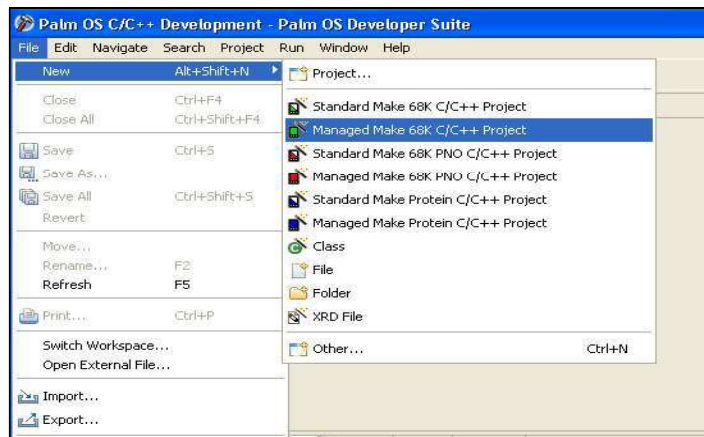 Palm OS C/C++ Development - Palm OS Developer Suite
File Edit Navigate Search Project Run Window Help
New Alt+Shift+N
Close Ctrl+F4
Close All Ctrl+Shift+F4
Save Ctrl+S
Save As...
Save All Ctrl+Shift+S
Revert
Move...
Rename... F2
Refresh F5
Print... Ctrl+P
Switch Workspace...
Open External File...
Import...
Export...
Project...
Standard Make 68K C/C++ Project
Managed Make 68K C/C++ Project
Standard Make 68K PNO C/C++ Project
Managed Make 68K PNO C/C++ Project
Standard Make Protein C/C++ Project
Managed Make Protein C/C++ Project
Class
File
Folder
XRD File
Other... Ctrl+N